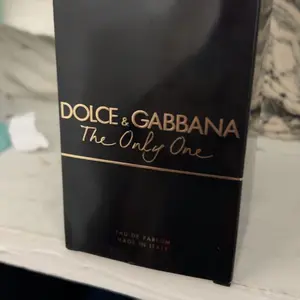 DOLCE & GABBANA
The Only One
EAU DE PARFUM
MADE IN ITALY